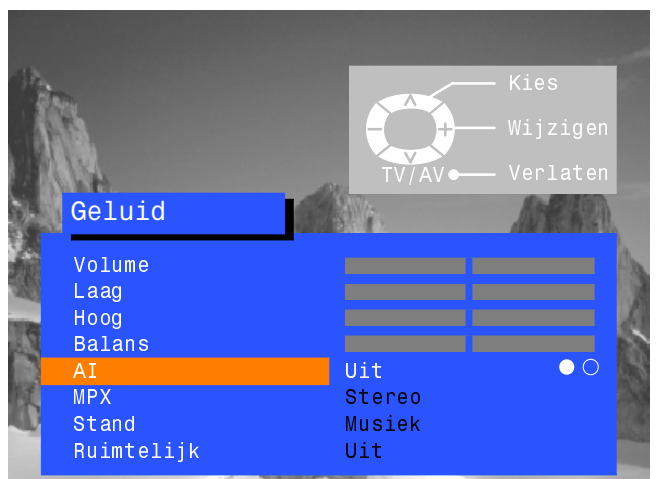 Kies
Wijzigen
TV/AV Verlaten
Geluid
Volume
Laag
Hoog
Balans
AI Uit
MPX Stereo
Stand Musiek
Ruimtelijk Uit